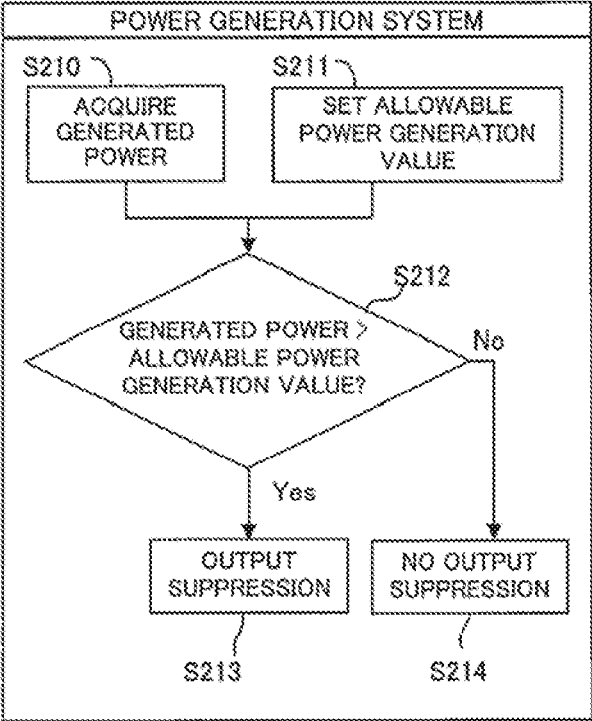 POWER GENERATION SYSTEM
S210
S211
ACQUIRE
GENERATED
POWER
SET ALLOWABLE
POWER GENERATION
VALUE
S212
GENERATED POWER >
ALLOWABLE POWER
GENERATION VALUE?
No
Yes
OUTPUT
SUPPRESSION
NO OUTPUT
SUPPRESSION
S213
S214